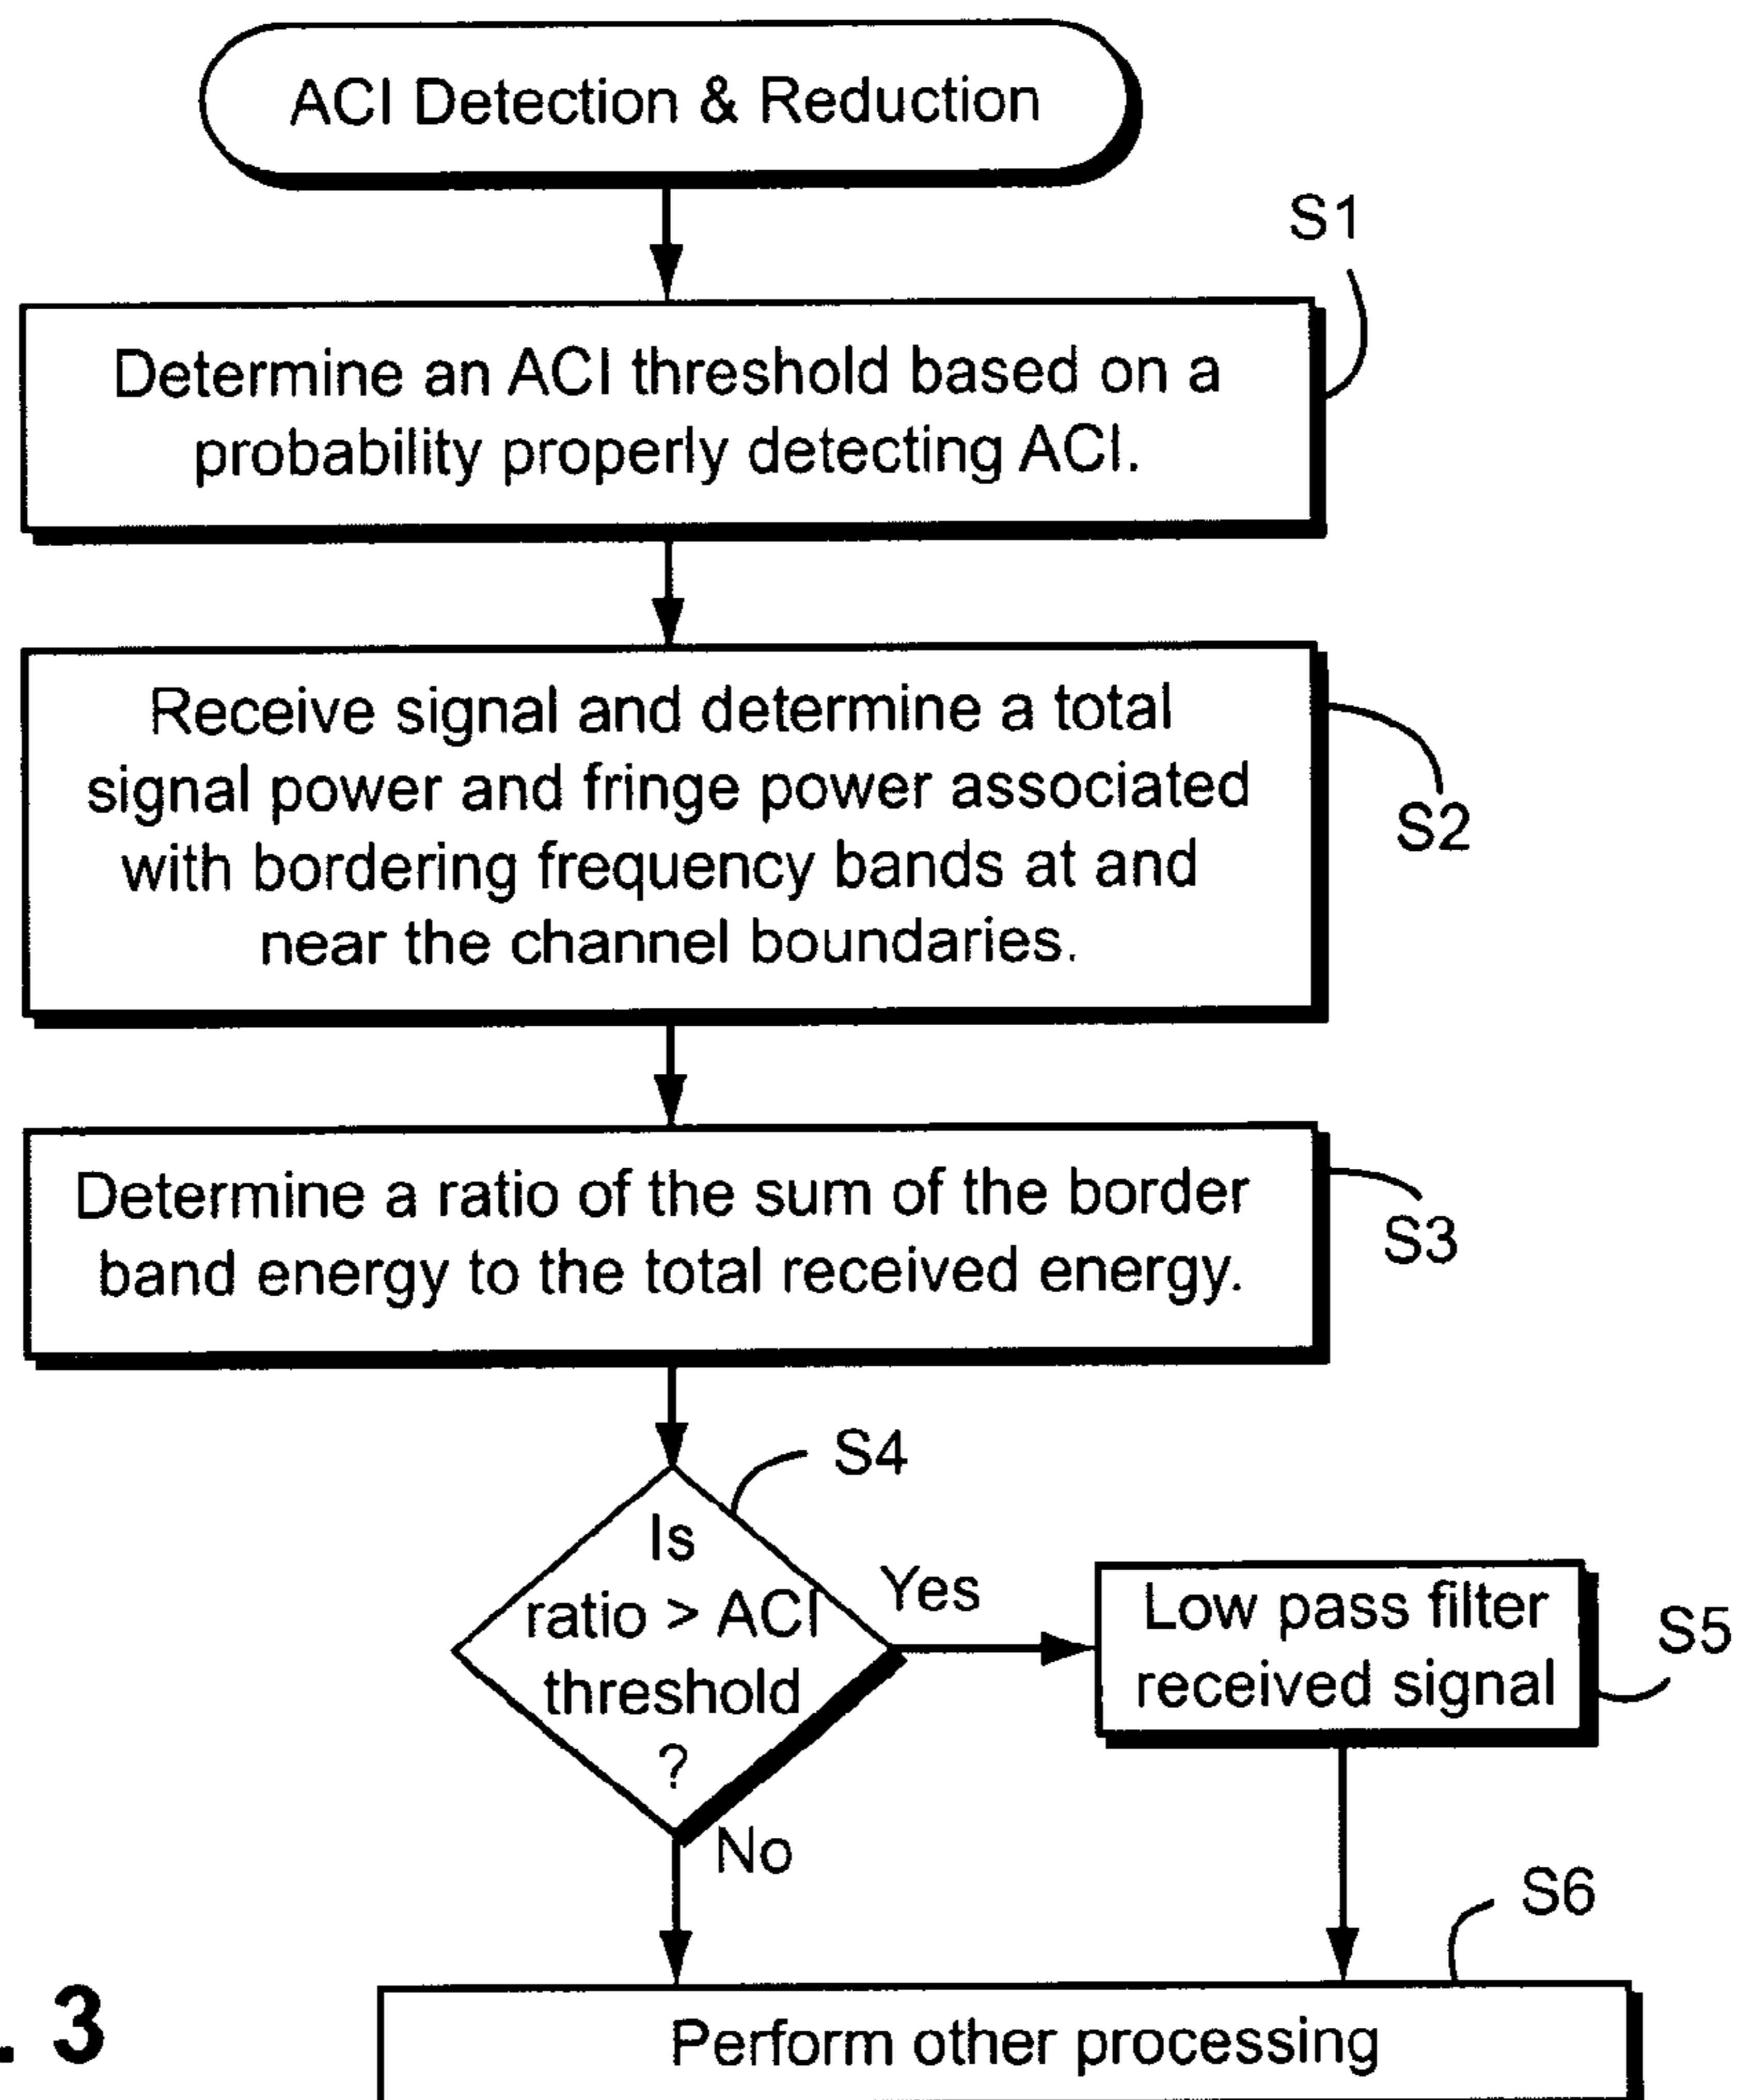 ACI Detection & Reduction
S1
Determine an ACI threshold based on a
probability properly detecting ACI.
Receive signal and determine a total
signal power and fringe power associated
with bordering frequency bands at and
near the channel boundaries.
S2
Determine a ratio of the sum of the border
band energy to the total received energy.
S3
S4
Is
ratio > ACI
threshold
?
Yes
Low pass filter
received signal
S5
No
S6
Perform other processing
. 3